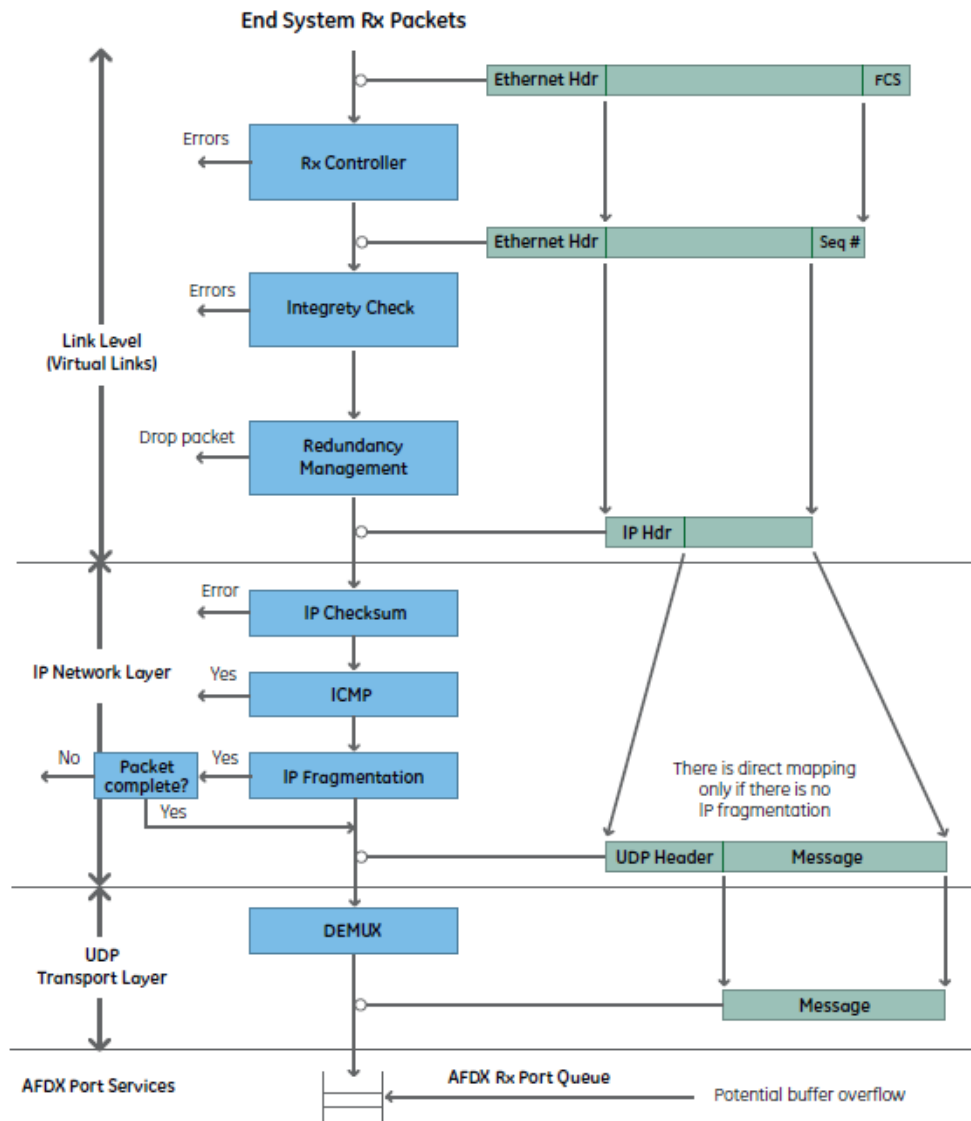 End System Rx Packets
Ethernet Hdr
FCS
Errors
Rx Controller
Ethernet Hdr
Seq #
Errors
Integrety Check
Link Level
(Virtual Links)
Drop packet
Redundancy
Management
IP Hdr
Error
IP Checksum
IP Network Layer
Yes
ICMP
No
Packet
complete?
Yes
IP Fragmentation
Yes
There is direct mapping
only if there is no
IP fragmentation
UDP Header
Message
DEMUX
UDP
Transport Layer
Message
AFDX Port Services
AFDX Rx Port Queue
Potential buffer overflow